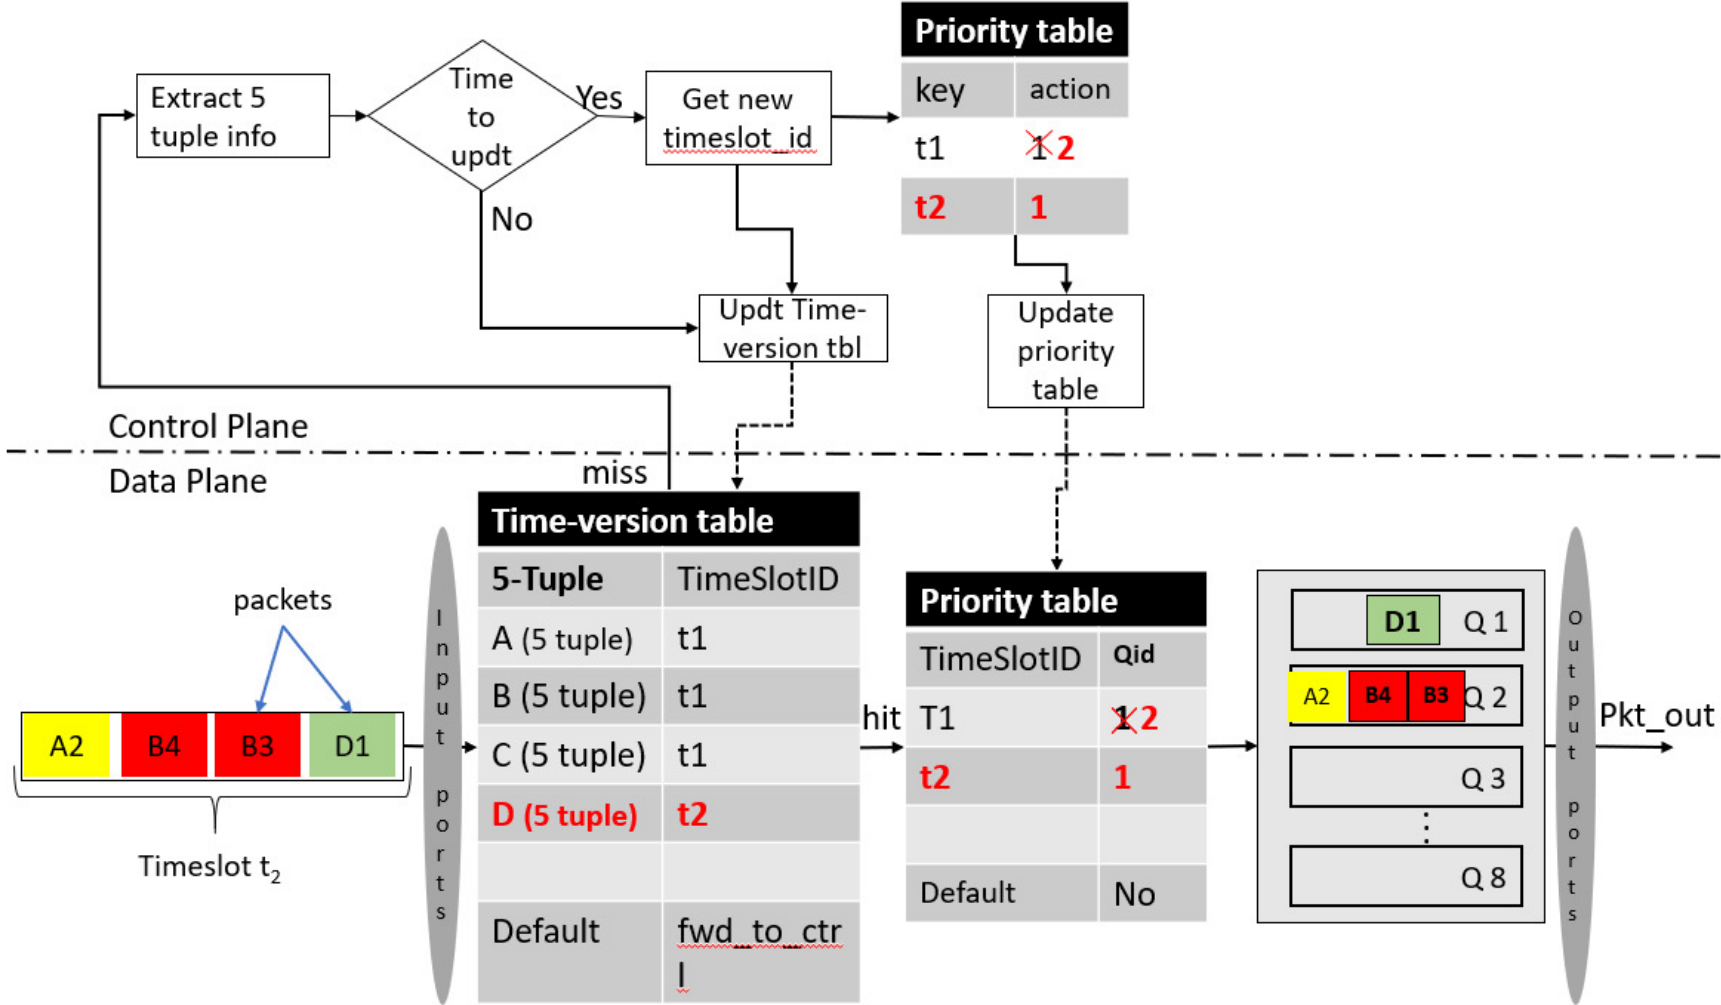 Priority table
key action
t1 1 2
t2 1
Extract 5
tuple info
Time
to
updt
Yes
No
Get new
timeslot_id
Updt Time-
version tbl
Update
priority
table
Control Plane
Data Plane
miss
Time-version table
5-Tuple TimeSlotID
A (5 tuple) t1
B (5 tuple) t1
C (5 tuple) t1
D (5 tuple) t2
Default fwd_to_ctr
l
packets
A2 B4 B3 D1
Timeslot t2
Input ports
hit
Priority table
TimeSlotID Qid
T1 1 2
t2 1
Default No
D1 Q 1
A2 B4 B3 Q 2
Q 3
⋮
Q 8
Output ports
Pkt_out